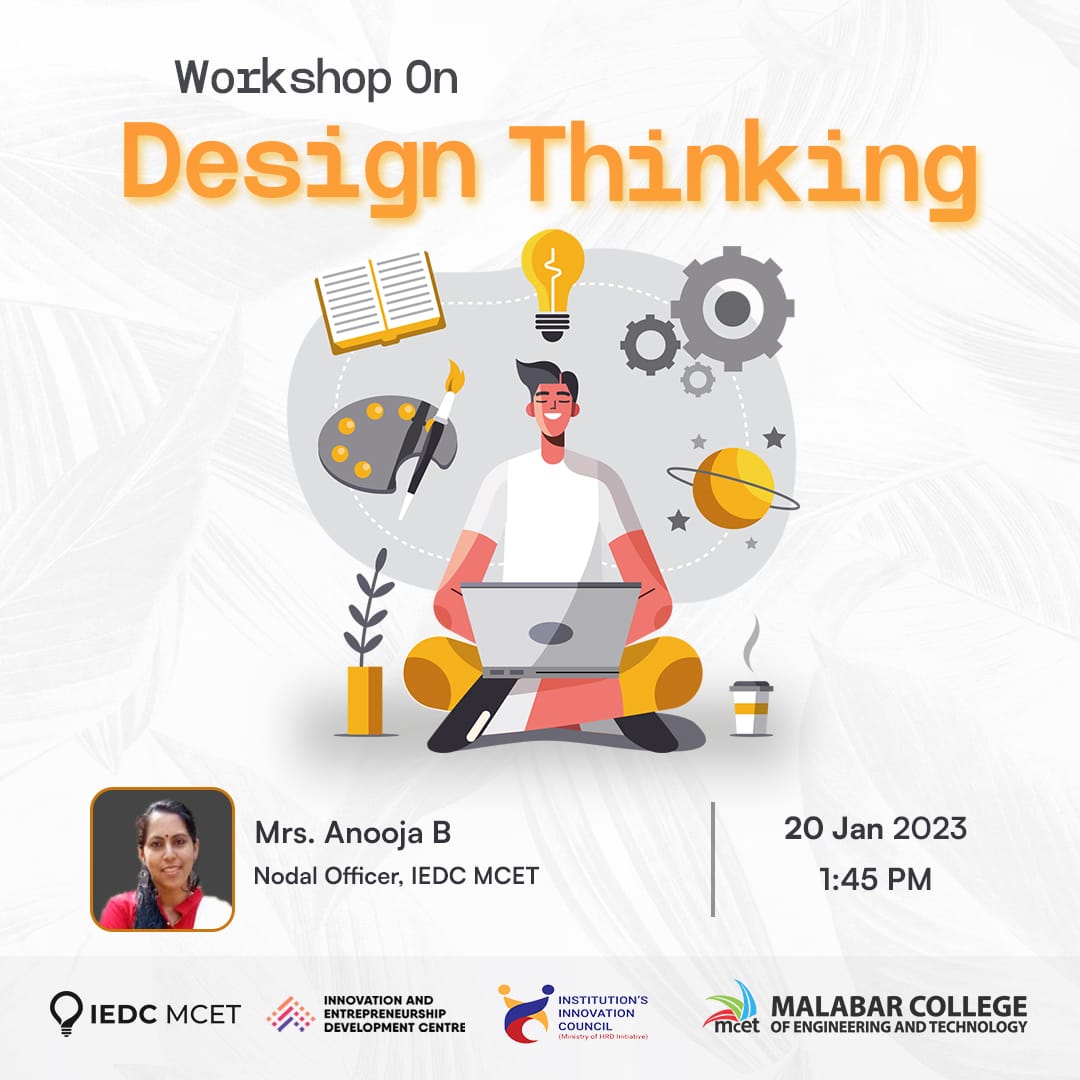 Workshop On
Design Thinking
Mrs. Anooja B
Nodal Officer, IEDC MCET
20 Jan 2023
1:45 PM
IEDC MCET
INNOVATION AND
ENTREPRENEURSHIP
DEVELOPMENT CENTRE
INSTITUTION'S
INNOVATION
COUNCIL
(Ministry of HRD Initiative)
mcet
MALABAR COLLEGE
OF ENGINEERING AND TECHNOLOGY